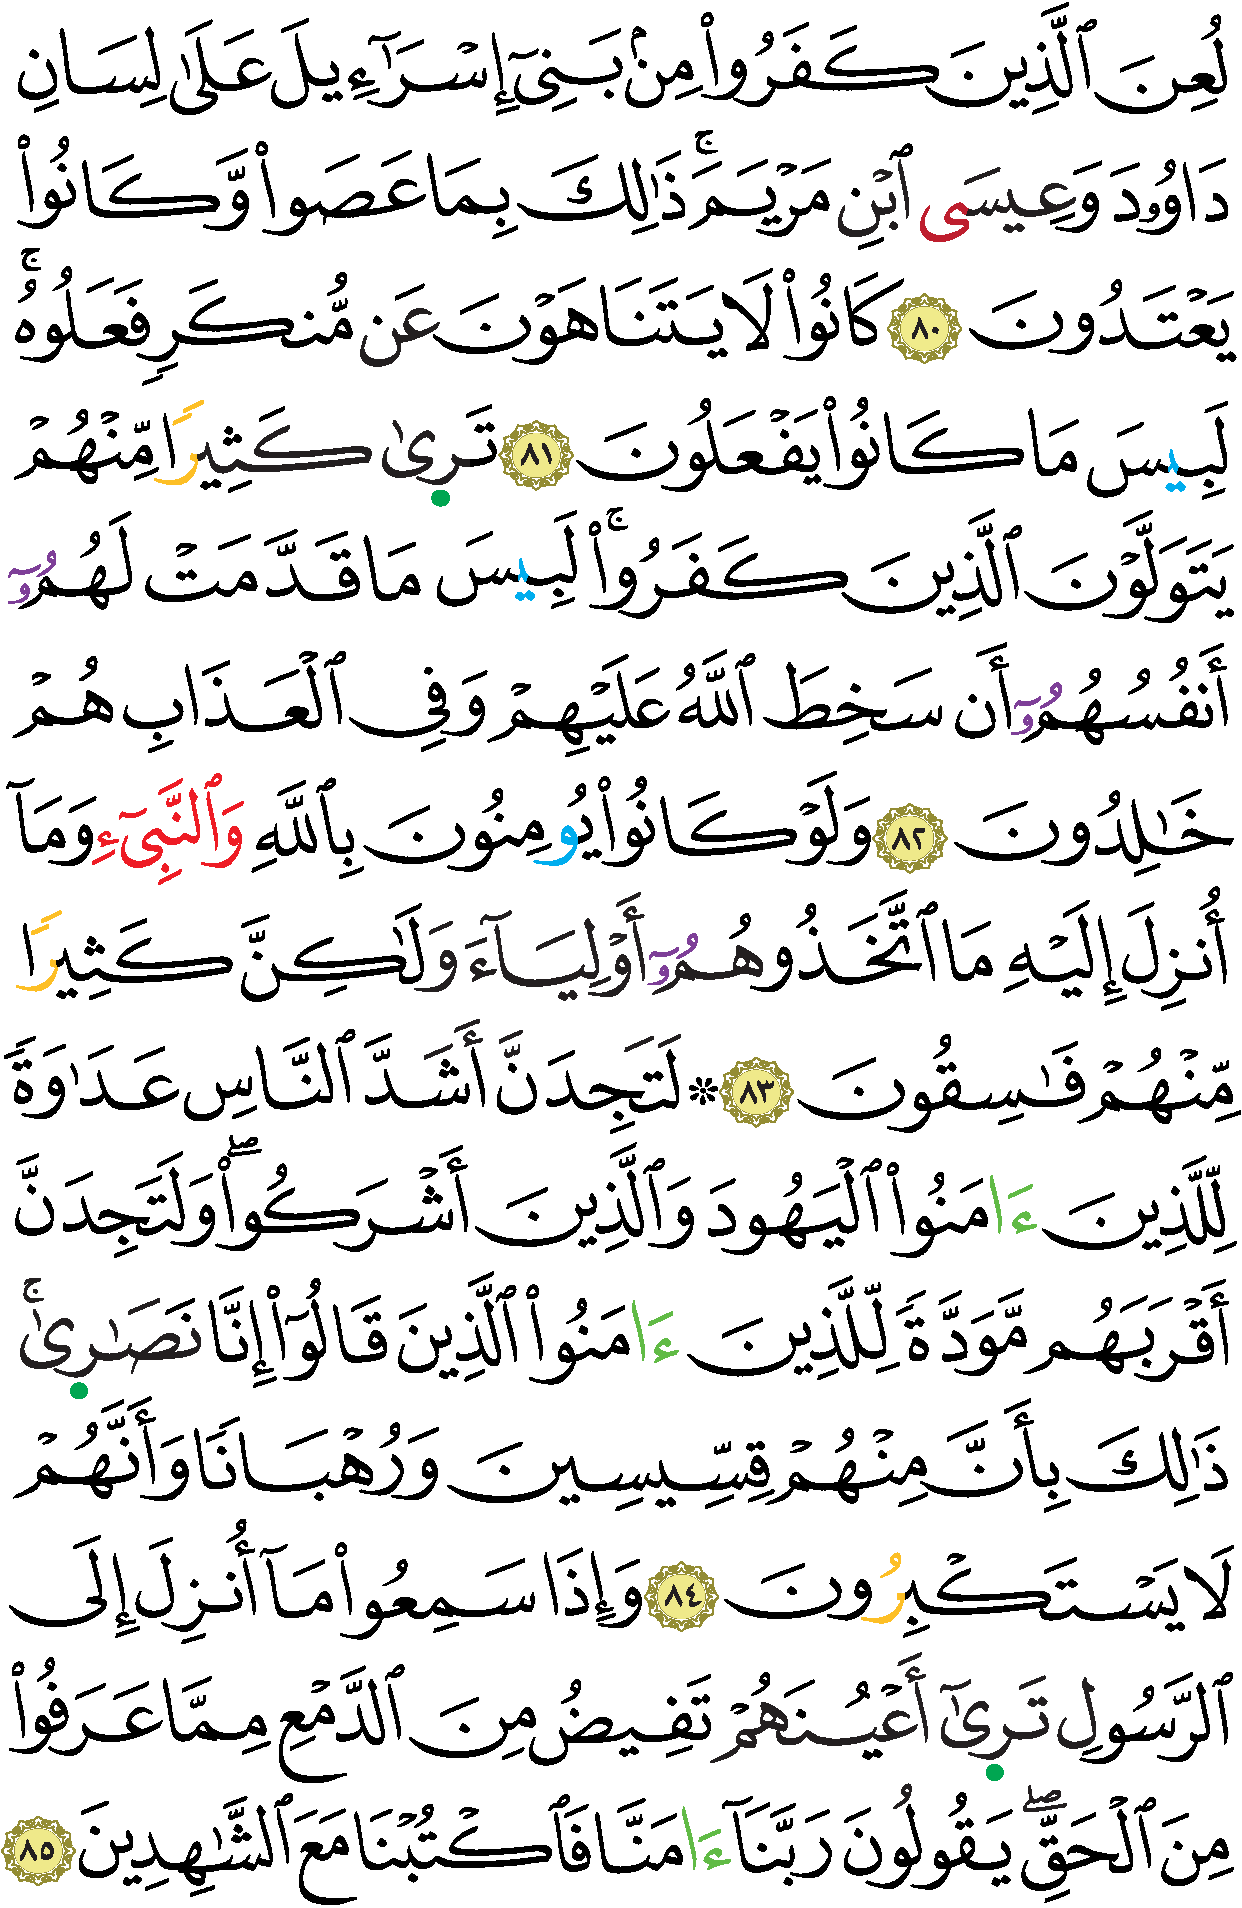 لُعِنَ ٱلَّذِينَ كَفَرُواْ مِنۢ بَنِيٓ إِسۡرَآءِيلَ عَلَىٰ لِسَانِ
دَاوُۥدَ وَعِيسَى ٱبۡنِ مَرۡيَمَۚ ذَٰلِكَ بِمَا عَصَواْ وَّكَانُواْ
يَعۡتَدُونَ ٨٠ كَانُواْ لَا يَتَنَاهَوۡنَ عَن مُّنكَرٍ فَعَلُوهُۚ
لَبِيسَ مَا كَانُواْ يَفۡعَلُونَ ٨١ تَرِىٰ كَثِيرًا مِّنۡهُمۡ
يَتَوَلَّوۡنَ ٱلَّذِينَ كَفَرُواْۚ لَبِيسَ مَا قَدَّمَتۡ لَهُمُۥٓ
أَنفُسُهُمُۥٓ أَن سَخِطَ ٱللَّهُ عَلَيۡهِمۡ وَفِي ٱلۡعَذَابِ هُمۡ
خَٰلِدُونَ ٨٢ وَلَوۡ كَانُواْ يُومِنُونَ بِٱللَّهِ وَٱلنَّبِيٓءِ وَمَآ
أُنزِلَ إِلَيۡهِ مَا ٱتَّخَذُوهُمُۥٓ أَوۡلِيَآءَ وَلَٰكِنَّ كَثِيرًا
مِّنۡهُمۡ فَٰسِقُونَ ٨٣ ۞ لَتَجِدَنَّ أَشَدَّ ٱلنَّاسِ عَدَٰوَةً
لِّلَّذِينَ ءَامَنُواْ ٱلۡيَهُودَ وَٱلَّذِينَ أَشۡرَكُواْۖ وَلَتَجِدَنَّ
أَقۡرَبَهُم مَّوَدَّةً لِّلَّذِينَ ءَامَنُواْ ٱلَّذِينَ قَالُوٓاْ إِنَّا نَصَٰرِىٰۚ
ذَٰلِكَ بِأَنَّ مِنۡهُمۡ قِسِّيسِينَ وَرُهۡبَانًا وَأَنَّهُمۡ
لَا يَسۡتَكۡبِرُونَ ٨٤ وَإِذَا سَمِعُواْ مَآ أُنزِلَ إِلَى
ٱلرَّسُولِ تَرِىٰٓ أَعۡيُنَهُمۡ تَفِيضُ مِنَ ٱلدَّمۡعِ مِمَّا عَرَفُواْ
مِنَ ٱلۡحَقِّۖ يَقُولُونَ رَبَّنَآ ءَامَنَّا فَٱكۡتُبۡنَا مَعَ ٱلشَّٰهِدِينَ ٨٥